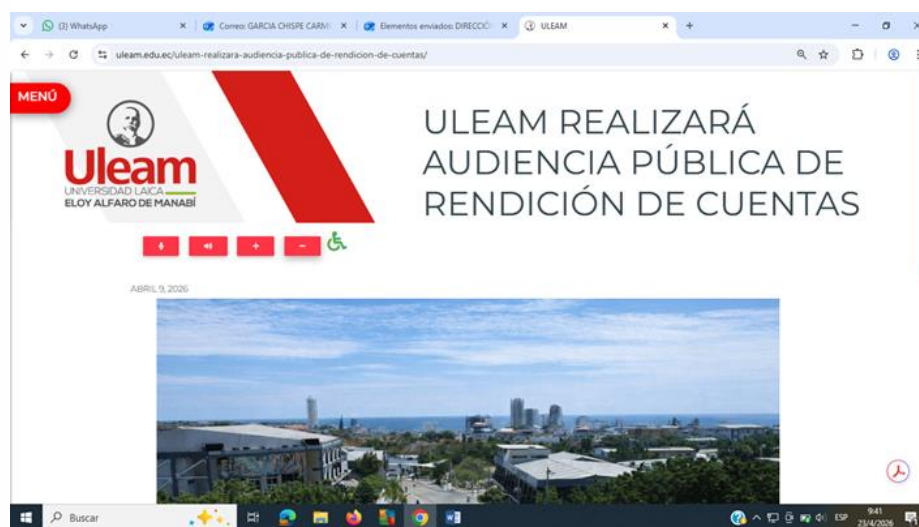 (3) WhatsApp
Correo: GARCIA CHISPE CARM
Elementos enviados: DIRECCIÓ
ULEAM
uleam.edu.ec/uleam-realizara-audiencia-publica-de-rendicion-de-cuentas/
MENÚ
Uleam
UNIVERSIDAD LAICA
ELOY ALFARO DE MANABÍ
ULEAM REALIZARÁ
AUDIENCIA PÚBLICA DE
RENDICIÓN DE CUENTAS
ABRIL 9, 2026
Buscar
ESP
9:41
23/4/2026